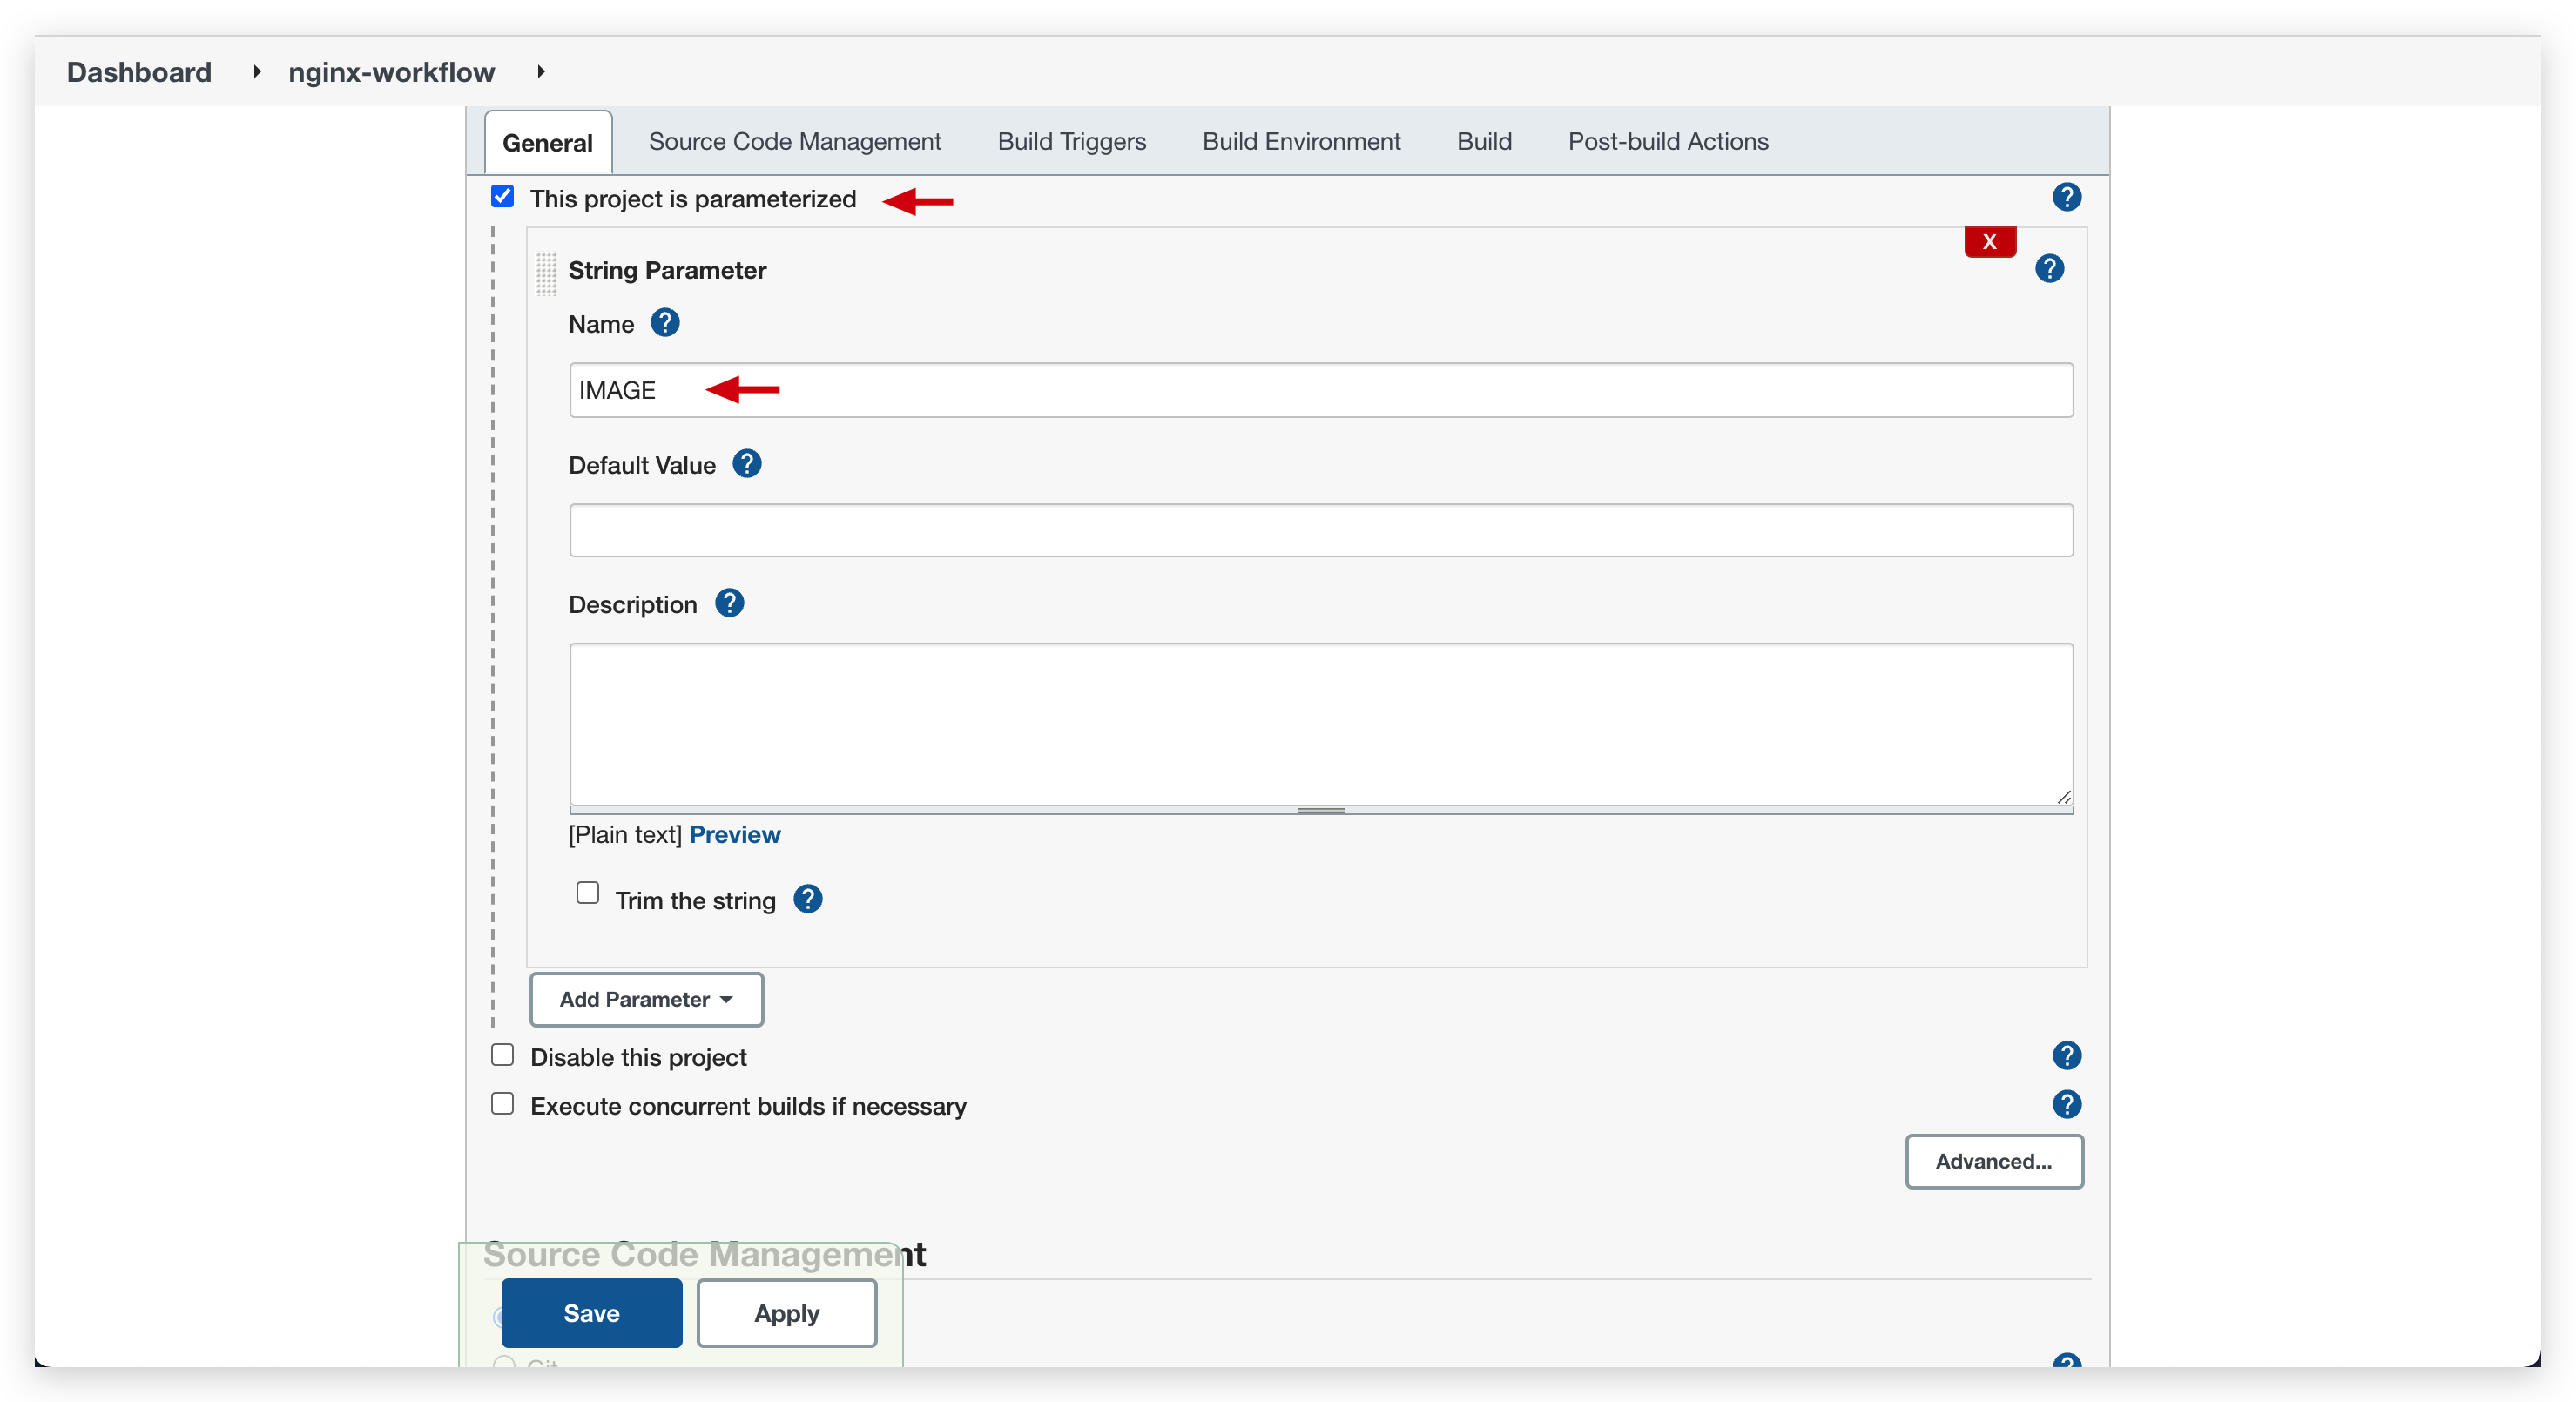 Dashboard nginx-workflow
General Source Code Management Build Triggers Build Environment Build Post-build Actions
This project is parameterized ?
X
String Parameter ?
Name ?
IMAGE
Default Value ?
Description ?
[Plain text] Preview
Trim the string ?
Add Parameter
Disable this project ?
Execute concurrent builds if necessary ?
Advanced...
Source Code Management
Save Apply
Git ?